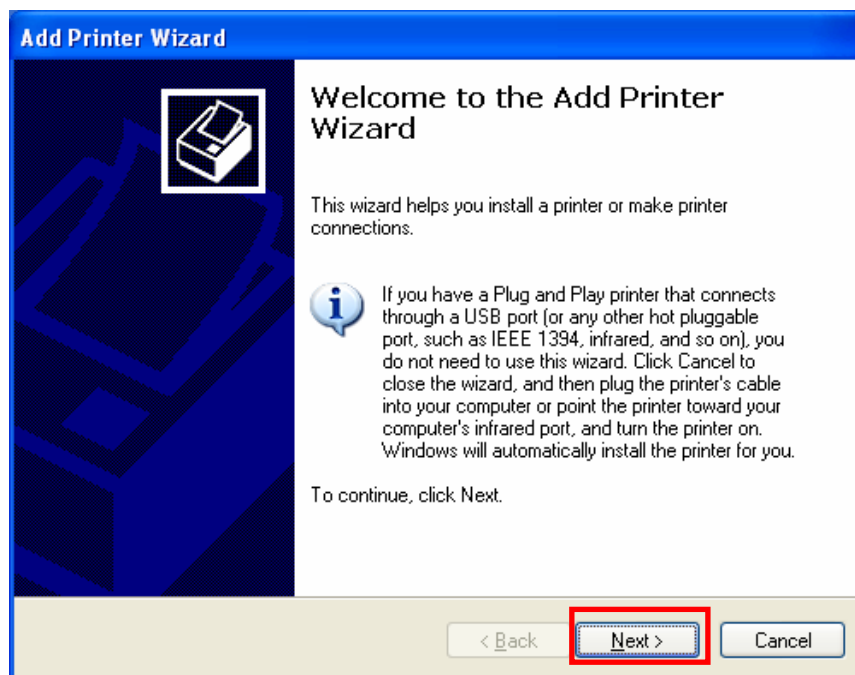 Add Printer Wizard
Welcome to the Add Printer
Wizard
This wizard helps you install a printer or make printer
connections.
If you have a Plug and Play printer that connects
through a USB port (or any other hot pluggable
port, such as IEEE 1394, infrared, and so on), you
do not need to use this wizard. Click Cancel to
close the wizard, and then plug the printer's cable
into your computer or point the printer toward your
computer's infrared port, and turn the printer on.
Windows will automatically install the printer for you.
To continue, click Next.
< Back Next > Cancel